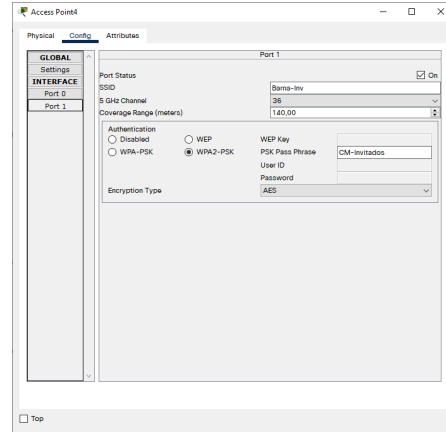 Access Point4
Physical Config Attributes
GLOBAL
Settings
INTERFACE
Port 0
Port 1
Port 1
Port Status On
SSID Barna-Inv
5 GHz Channel 36
Coverage Range (meters) 140,00
Authentication
Disabled WEP WEP Key
WPA-PSK WPA2-PSK PSK Pass Phrase CM-Invitados
User ID
Password
Encryption Type AES
Top